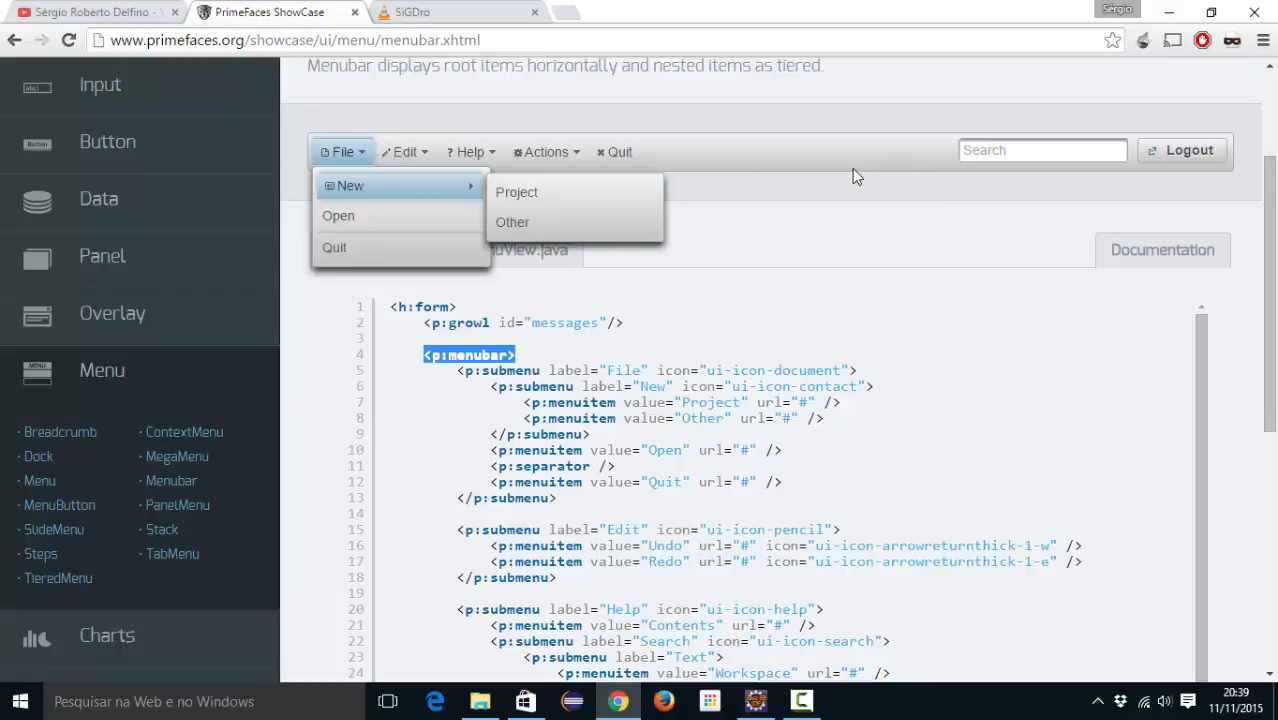 Sérgio Roberto Delfino -
PrimeFaces ShowCase
SiGDro
Sérgio
www.primefaces.org/showcase/ui/menu/menubar.xhtml
Input
Button
Data
Panel
Overlay
MENU
Menu
· Breadcrumb
· ContextMenu
· Dock
· MegaMenu
· Menu
· Menubar
· MenuButton
· PanelMenu
· SlideMenu
· Stack
· Steps
· TabMenu
· TieredMenu
Charts
Menubar displays root items horizontally and nested items as tiered.
File
Edit
? Help
Actions
Quit
Search
Logout
New
Project
Open
Other
Quit
nuView.java
Documentation
1 <h:form>
2 <p:growl id="messages"/>
3
4 <p:menubar>
5 <p:submenu label="File" icon="ui-icon-document">
6 <p:submenu label="New" icon="ui-icon-contact">
7 <p:menuitem value="Project" url="#" />
8 <p:menuitem value="Other" url="#" />
9 </p:submenu>
10 <p:menuitem value="Open" url="#" />
11 <p:separator />
12 <p:menuitem value="Quit" url="#" />
13 </p:submenu>
14
15 <p:submenu label="Edit" icon="ui-icon-pencil">
16 <p:menuitem value="Undo" url="#" icon="ui-icon-arrowreturnthick-1-w" />
17 <p:menuitem value="Redo" url="#" icon="ui-icon-arrowreturnthick-1-e" />
18 </p:submenu>
19
20 <p:submenu label="Help" icon="ui-icon-help">
21 <p:menuitem value="Contents" url="#" />
22 <p:submenu label="Search" icon="ui-icon-search">
23 <p:submenu label="Text">
24 <p:menuitem value="Workspace" url="#" />
Pesquisar na Web e no Windows
20:39
11/11/2015